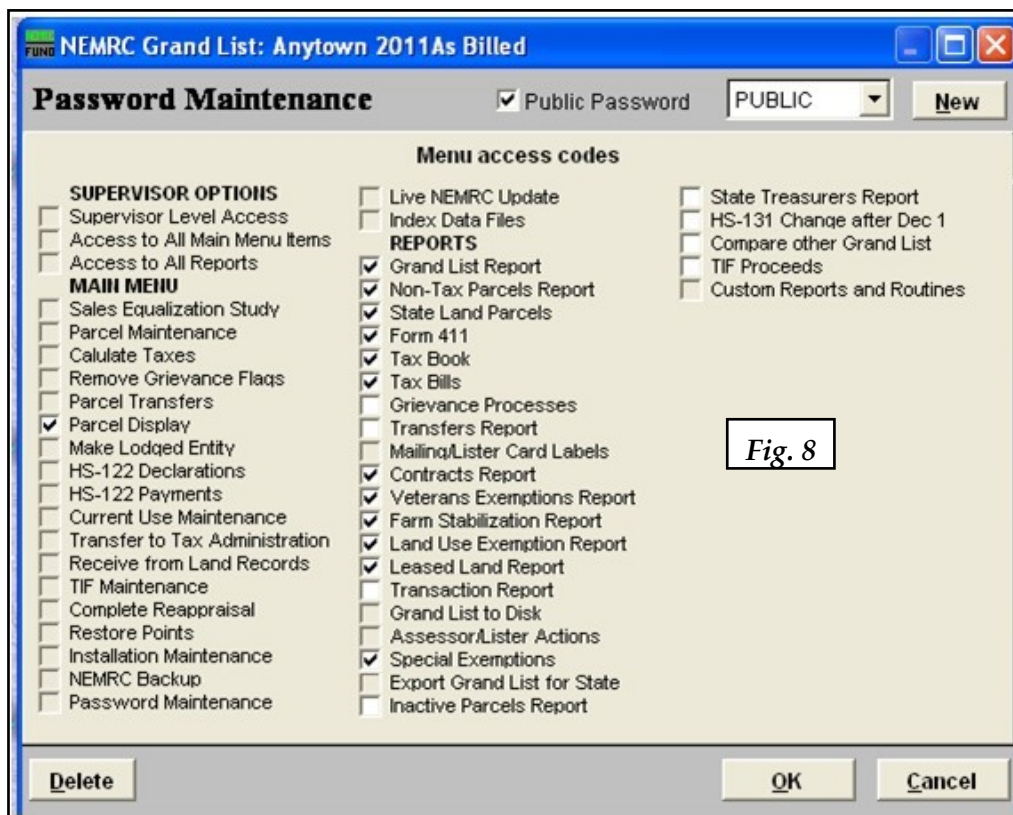 FUND NEMRC Grand List: Anytown 2011As Billed
Password Maintenance
Public Password
PUBLIC
New
Menu access codes
SUPERVISOR OPTIONS
Supervisor Level Access
Access to All Main Menu Items
Access to All Reports
MAIN MENU
Sales Equalization Study
Parcel Maintenance
Calulate Taxes
Remove Grievance Flags
Parcel Transfers
Parcel Display
Make Lodged Entity
HS-122 Declarations
HS-122 Payments
Current Use Maintenance
Transfer to Tax Administration
Receive from Land Records
TIF Maintenance
Complete Reappraisal
Restore Points
Installation Maintenance
NEMRC Backup
Password Maintenance
Live NEMRC Update
Index Data Files
REPORTS
Grand List Report
Non-Tax Parcels Report
State Land Parcels
Form 411
Tax Book
Tax Bills
Grievance Processes
Transfers Report
Mailing/Lister Card Labels
Contracts Report
Veterans Exemptions Report
Farm Stabilization Report
Land Use Exemption Report
Leased Land Report
Transaction Report
Grand List to Disk
Assessor/Lister Actions
Special Exemptions
Export Grand List for State
Inactive Parcels Report
State Treasurers Report
HS-131 Change after Dec 1
Compare other Grand List
TIF Proceeds
Custom Reports and Routines
Fig. 8
Delete
OK
Cancel